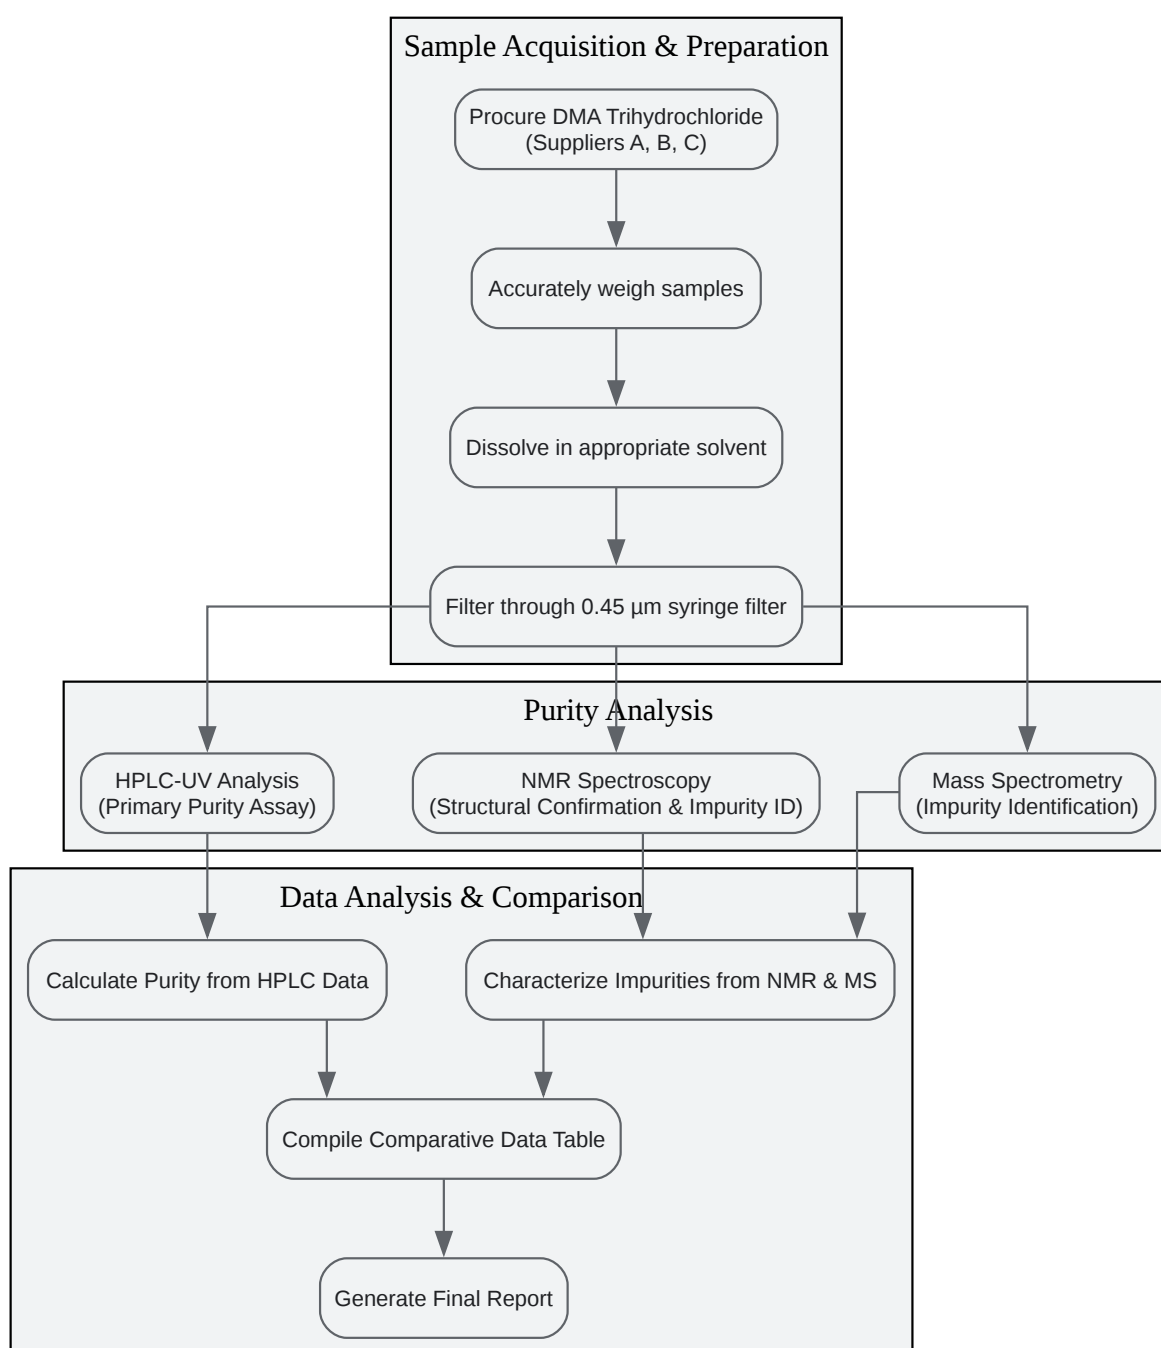 Sample Acquisition & Preparation
Procure DMA Trihydrochloride
(Suppliers A, B, C)
Accurately weigh samples
Dissolve in appropriate solvent
Filter through 0.45 µm syringe filter
Purity Analysis
HPLC-UV Analysis
(Primary Purity Assay)
NMR Spectroscopy
(Structural Confirmation & Impurity ID)
Mass Spectrometry
(Impurity Identification)
Data Analysis & Comparison
Calculate Purity from HPLC Data
Characterize Impurities from NMR & MS
Compile Comparative Data Table
Generate Final Report